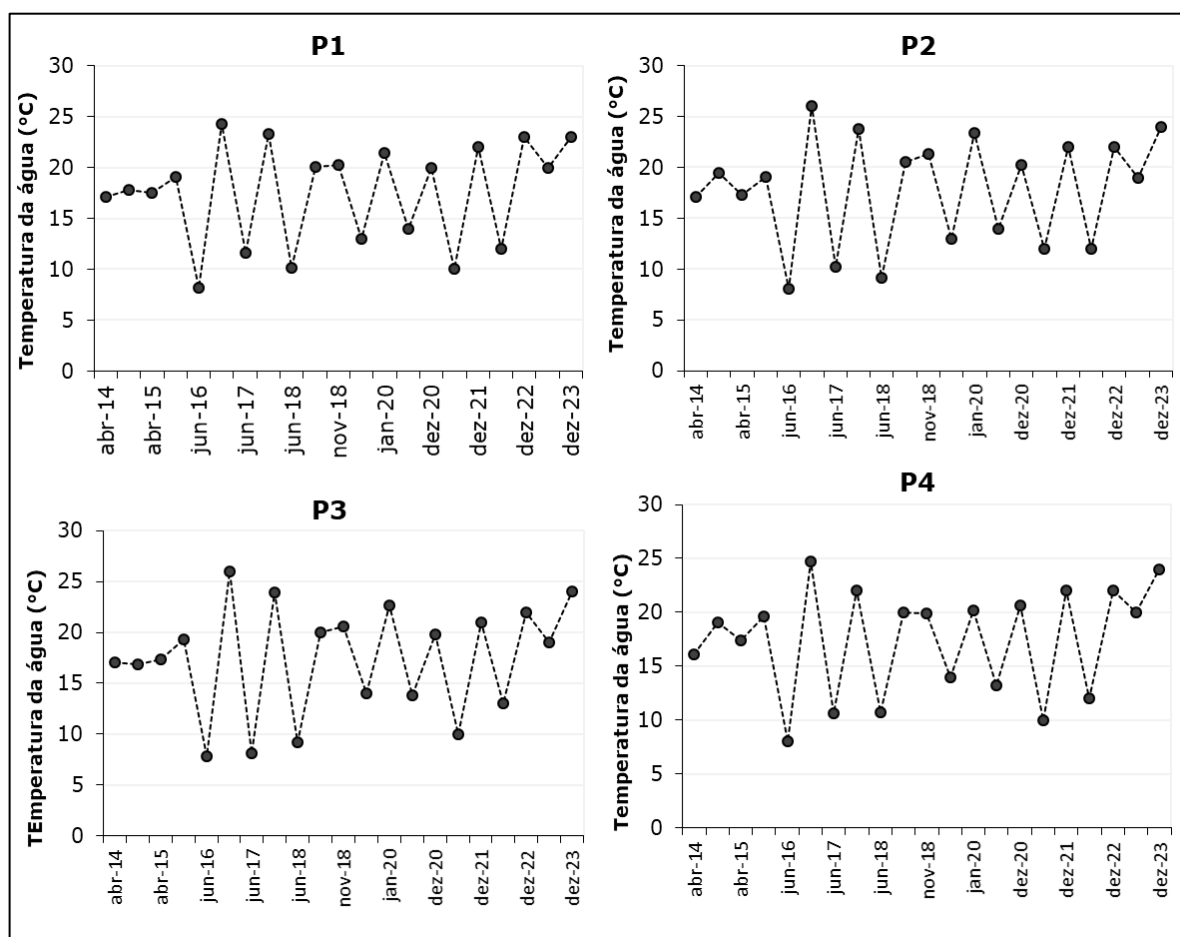 P1
Temperatura da água (°C)
30
25
20
15
10
5
0
abr-14
abr-15
jun-16
jun-17
jun-18
nov-18
jan-20
dez-20
dez-21
dez-22
dez-23
P2
Temperatura da água (°C)
30
25
20
15
10
5
0
abr-14
abr-15
jun-16
jun-17
jun-18
nov-18
jan-20
dez-20
dez-21
dez-22
dez-23
P3
TEmperatura da água (°C)
30
25
20
15
10
5
0
abr-14
abr-15
jun-16
jun-17
jun-18
nov-18
jan-20
dez-20
dez-21
dez-22
dez-23
P4
Temperatura da água (°C)
30
25
20
15
10
5
0
abr-14
abr-15
jun-16
jun-17
jun-18
nov-18
jan-20
dez-20
dez-21
dez-22
dez-23